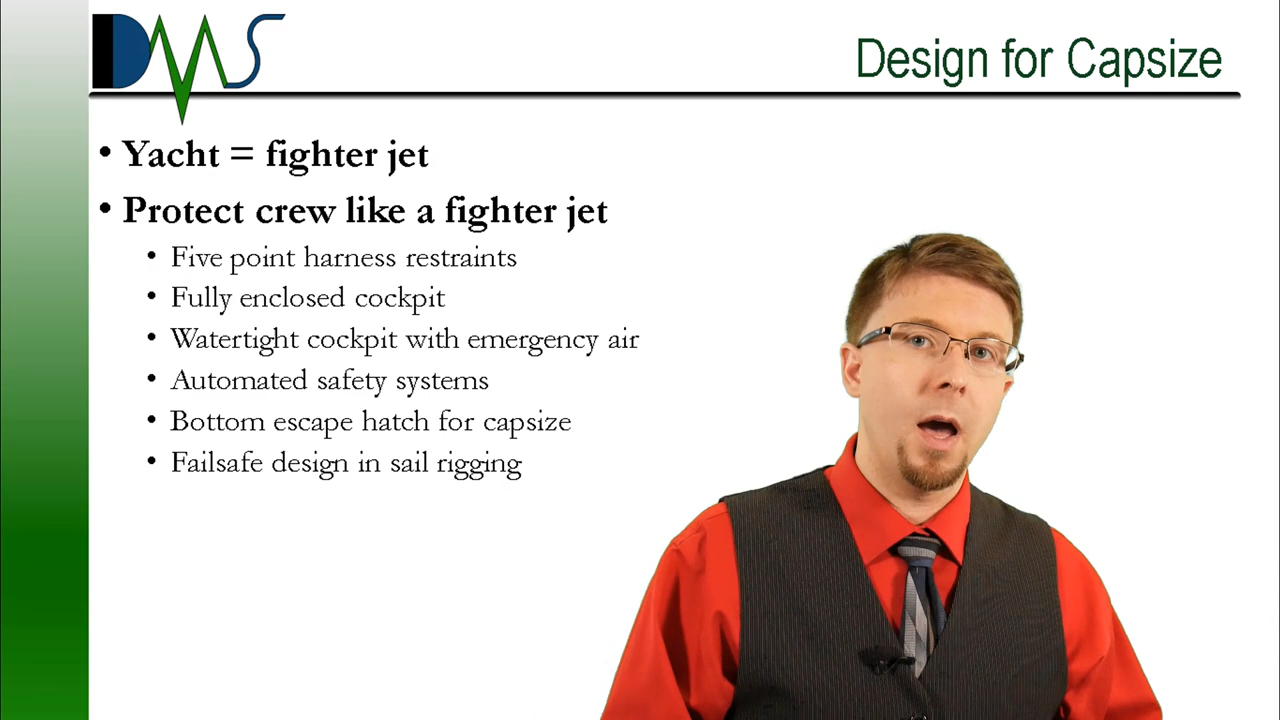 DMS
Design for Capsize
• Yacht = fighter jet
• Protect crew like a fighter jet
• Five point harness restraints
• Fully enclosed cockpit
• Watertight cockpit with emergency air
• Automated safety systems
• Bottom escape hatch for capsize
• Failsafe design in sail rigging